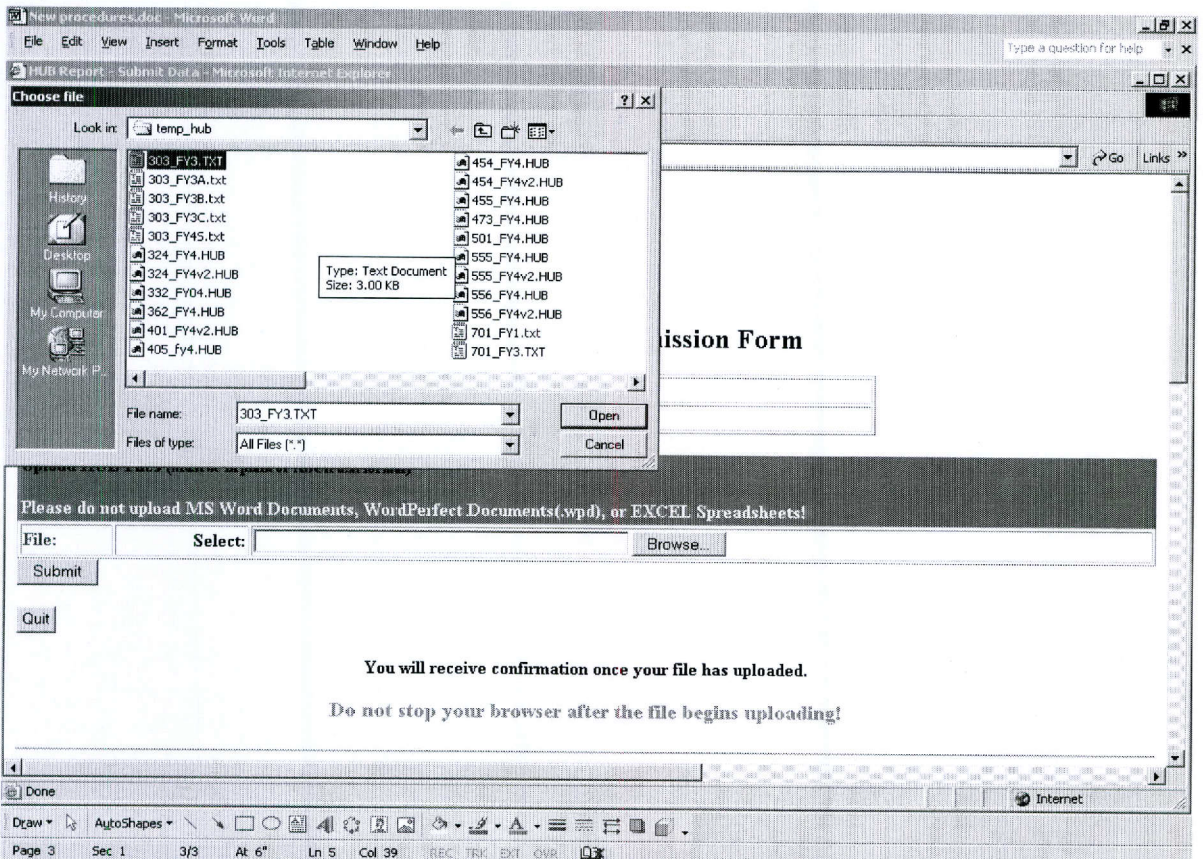 New procedures.doc - Microsoft Word
File Edit View Insert Format Tools Table Window Help
Type a question for help
HUB Report - Submit Data - Microsoft Internet Explorer
Choose file
Look in: temp_hub
Go Links »
History
Desktop
My Computer
My Network P...
303_FY3.TXT
303_FY3A.txt
303_FY3B.txt
303_FY3C.txt
303_FY4S.txt
324_FY4.HUB
324_FY4v2.HUB
332_FY04.HUB
362_FY4.HUB
401_FY4v2.HUB
405_fy4.HUB
454_FY4.HUB
454_FY4v2.HUB
455_FY4.HUB
473_FY4.HUB
501_FY4.HUB
555_FY4.HUB
555_FY4v2.HUB
556_FY4.HUB
556_FY4v2.HUB
701_FY1.txt
701_FY3.TXT
Type: Text Document
Size: 3.00 KB
ission Form
File name: 303_FY3.TXT Open
Files of type: All Files (*.*) Cancel
Please do not upload MS Word Documents, WordPerfect Documents(.wpd), or EXCEL Spreadsheets!
File: Select: Browse...
Submit
Quit
You will receive confirmation once your file has uploaded.
Do not stop your browser after the file begins uploading!
Done Internet
Draw AutoShapes
Page 3 Sec 1 3/3 At 6" Ln 5 Col 39 REC TRK EXT OVR